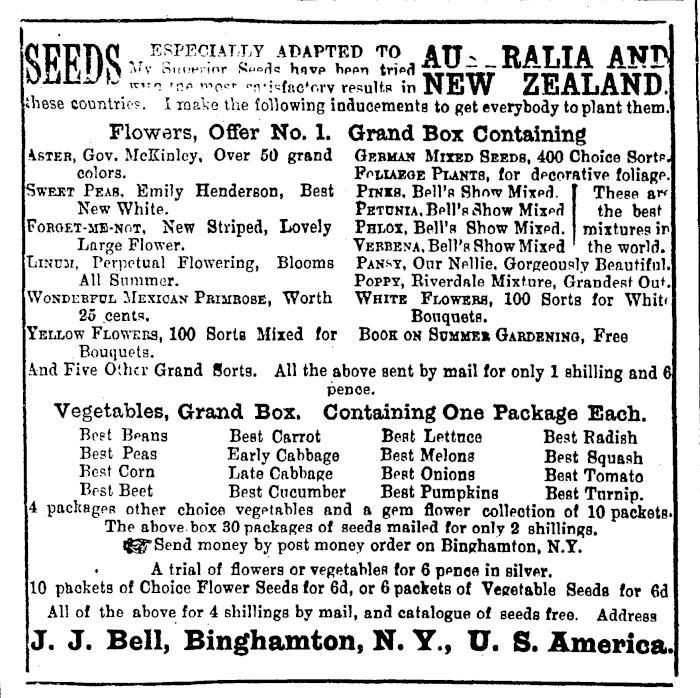 SEEDS ESPECIALLY ADAPTED TO AU RALIA AND
My Superior Seeds have been tried
with the most satisfactory results in NEW ZEALAND.
these countries. I make the following inducements to get everybody to plant them.
Flowers, Offer No. 1. Grand Box Containing
ASTER, Gov. McKinley, Over 50 grand colors.
SWEET PEAS, Emily Henderson, Best New White.
FORGET-ME-NOT, New Striped, Lovely Large Flower.
LINUM, Perpetual Flowering, Blooms All Summer.
WONDERFUL MEXICAN PRIMROSE, Worth 25 cents.
YELLOW FLOWERS, 100 Sorts Mixed for Bouquets.
GERMAN MIXED SEEDS, 400 Choice Sorts.
FOLLAEGE PLANTS, for decorative foliage.
PINKS, Bell's Show Mixed.
PETUNIA, Bell's Show Mixed
PHLOX, Bell's Show Mixed.
VERBENA, Bell's Show Mixed
These are
the best
mixtures in
the world.
PANSY, Our Nellie, Gorgeously Beautiful.
POPPY, Riverdale Mixture, Grandest Out.
WHITE FLOWERS, 100 Sorts for White Bouquets.
BOOK ON SUMMER GARDENING, Free
And Five Other Grand Sorts. All the above sent by mail for only 1 shilling and 6
pence.
Vegetables, Grand Box. Containing One Package Each.
Best Beans Best Carrot Best Lettuce Best Radish
Best Peas Early Cabbage Best Melons Best Squash
Best Corn Late Cabbage Best Onions Best Tomato
Best Beet Best Cucumber Best Pumpkins Best Turnip.
4 packages other choice vegetables and a gem flower collection of 10 packets.
The above box 30 packages of seeds mailed for only 2 shillings.
☞ Send money by post money order on Binghamton, N.Y.
A trial of flowers or vegetables for 6 pence in silver.
10 packets of Choice Flower Seeds for 6d, or 6 packets of Vegetable Seeds for 6d
All of the above for 4 shillings by mail, and catalogue of seeds free. Address
J. J. Bell, Binghamton, N. Y., U. S. America.